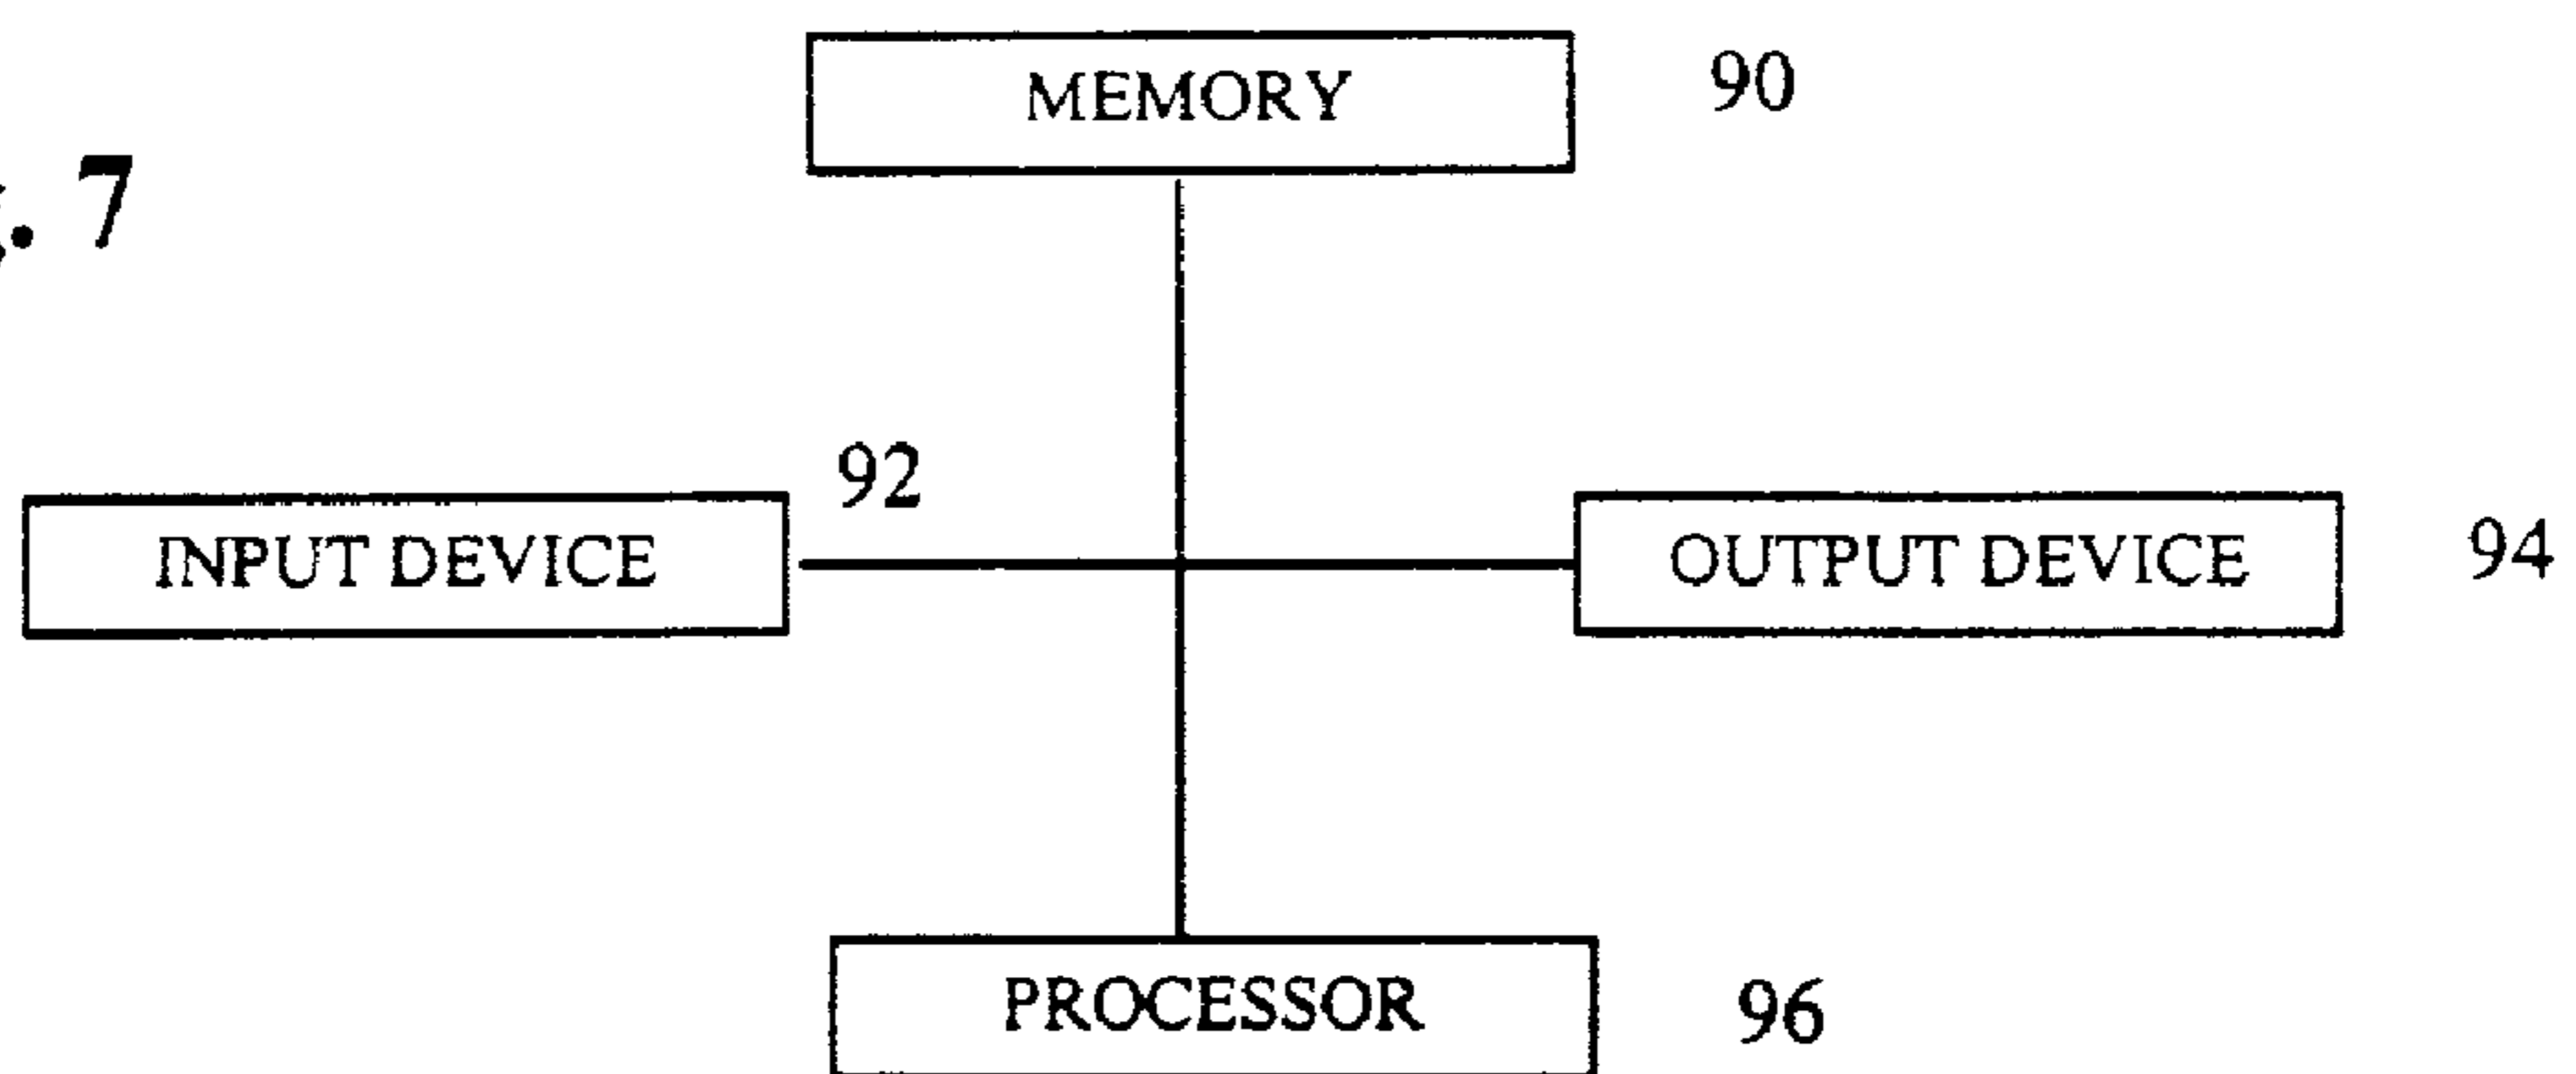 MEMORY 90
. 7
92
INPUT DEVICE
OUTPUT DEVICE 94
PROCESSOR 96